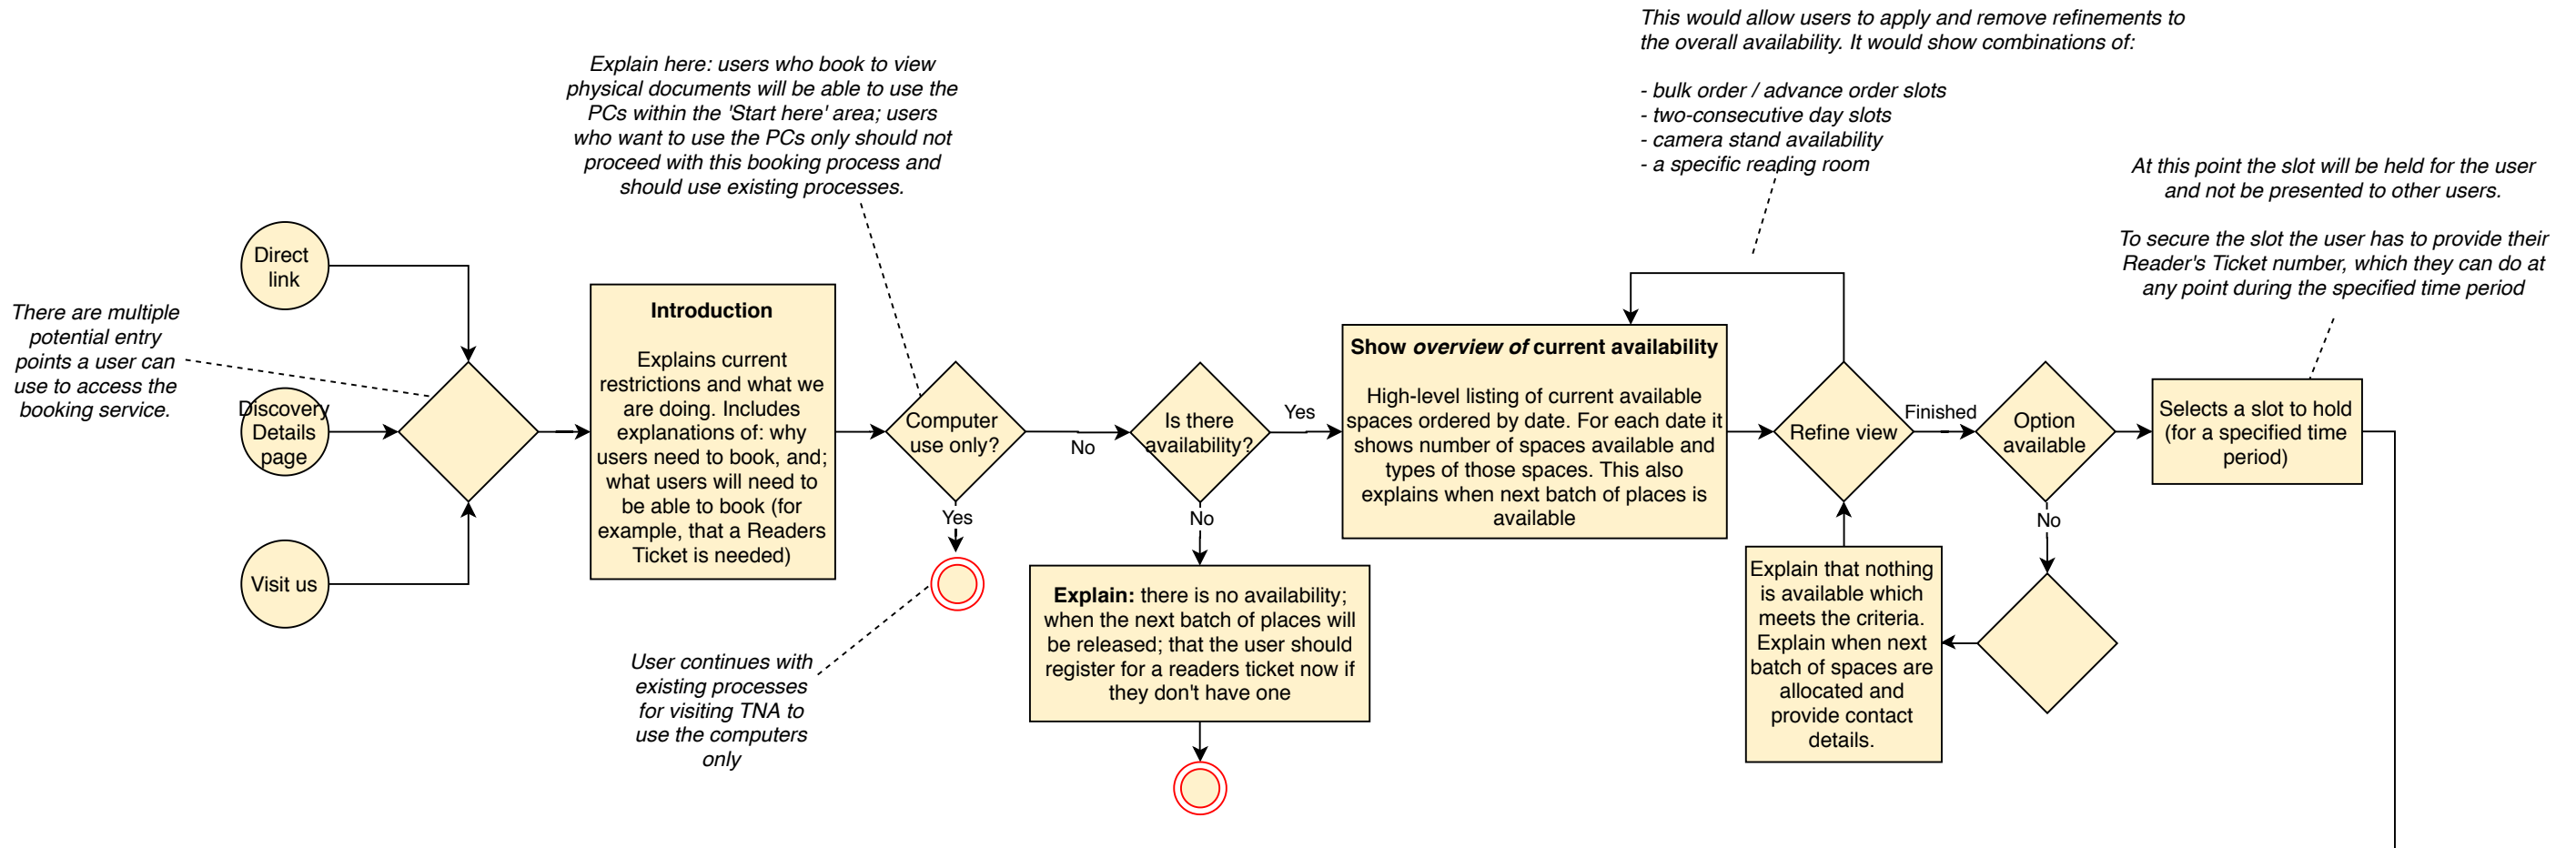 This would allow users to apply and remove refinements to
the overall availability. It would show combinations of:
- bulk order / advance order slots
- two-consecutive day slots
- camera stand availability
- a specific reading room
Explain here: users who book to view
physical documents will be able to use the
PCs within the 'Start here' area; users
who want to use the PCs only should not
proceed with this booking process and
should use existing processes.
At this point the slot will be held for the user
and not be presented to other users.
To secure the slot the user has to provide their
Reader's Ticket number, which they can do at
any point during the specified time period
There are multiple
potential entry
points a user can
use to access the
booking service.
Direct
link
Discovery
Details
page
Visit us
Introduction
Explains current
restrictions and what we
are doing. Includes
explanations of: why
users need to book, and;
what users will need to
be able to book (for
example, that a Readers
Ticket is needed)
Computer
use only?
No
Yes
User continues with
existing processes
for visiting TNA to
use the computers
only
Is there
availability?
Yes
No
Explain: there is no availability;
when the next batch of places will
be released; that the user should
register for a readers ticket now if
they don't have one
Show overview of current availability
High-level listing of current available
spaces ordered by date. For each date it
shows number of spaces available and
types of those spaces. This also
explains when next batch of places is
available
Refine view
Finished
Option
available
No
Explain that nothing
is available which
meets the criteria.
Explain when next
batch of spaces are
allocated and
provide contact
details.
Selects a slot to hold
(for a specified time
period)